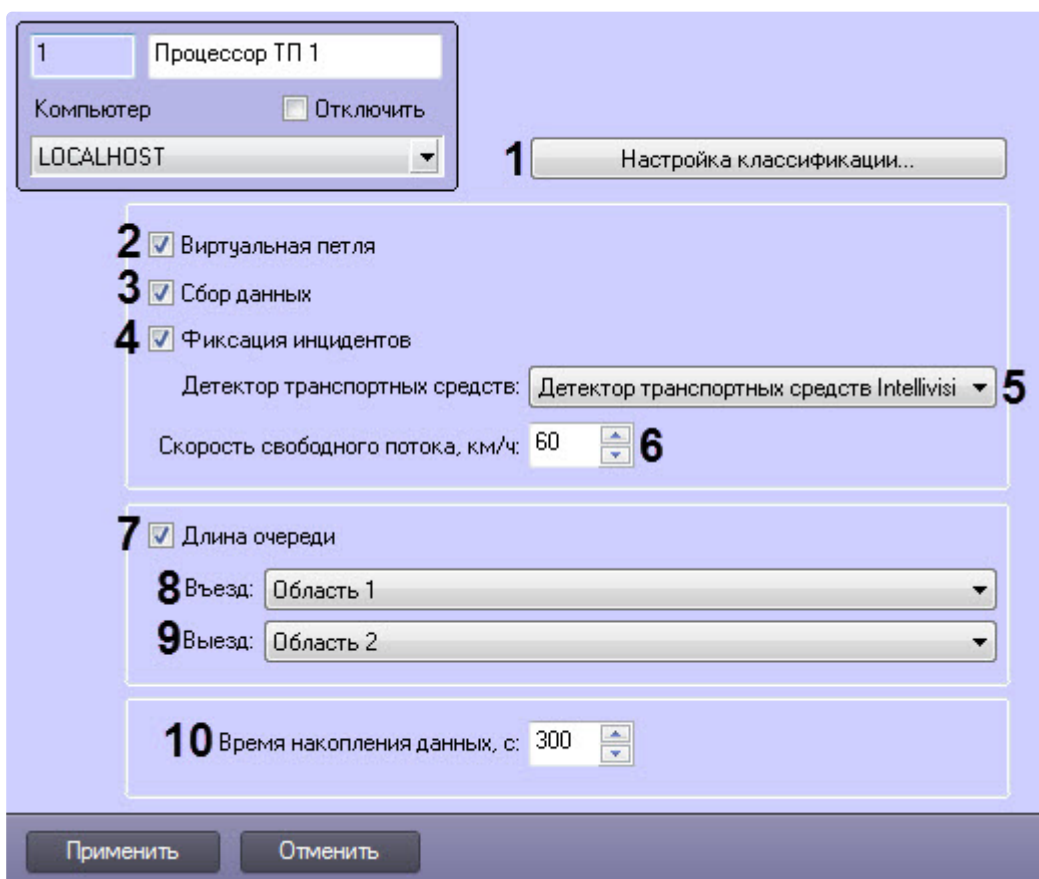 1 Процессор ТП 1
Компьютер Отключить
LOCALHOST
1 Настройка классификации...
2 Виртуальная петля
3 Сбор данных
4 Фиксация инцидентов
Детектор транспортных средств: Детектор транспортных средств Intellivisi 5
Скорость свободного потока, км/ч: 60 6
7 Длина очереди
8 Въезд: Область 1
9 Выезд: Область 2
10 Время накопления данных, с: 300
Применить Отменить